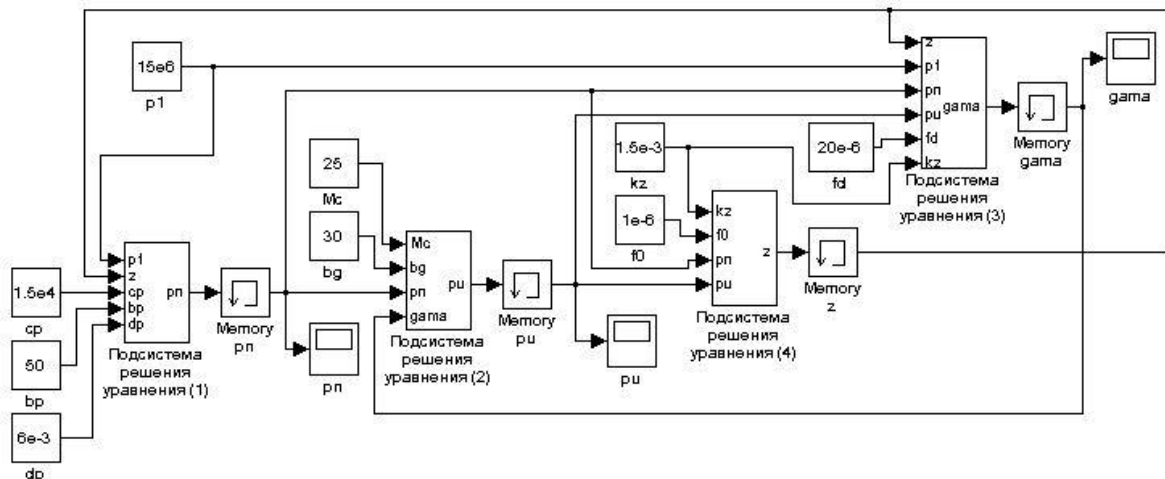 z
p1
pn
pu
fd
kz
gama
Подсистема
решения
уравнения (3)
Memory
gama
gama
15e6
p1
25
Mc
30
bg
1.5e-3
kz
1e-6
f0
20e-6
fd
kz
f0
pn
pu
z
Подсистема
решения
уравнения (4)
Memory
z
p1
z
cp
bp
dp
pn
Подсистема
решения
уравнения (1)
Memory
pn
pn
Mc
bg
pn
gama
pu
Подсистема
решения
уравнения (2)
Memory
pu
pu
1.5e4
cp
50
bp
6e-3
dp